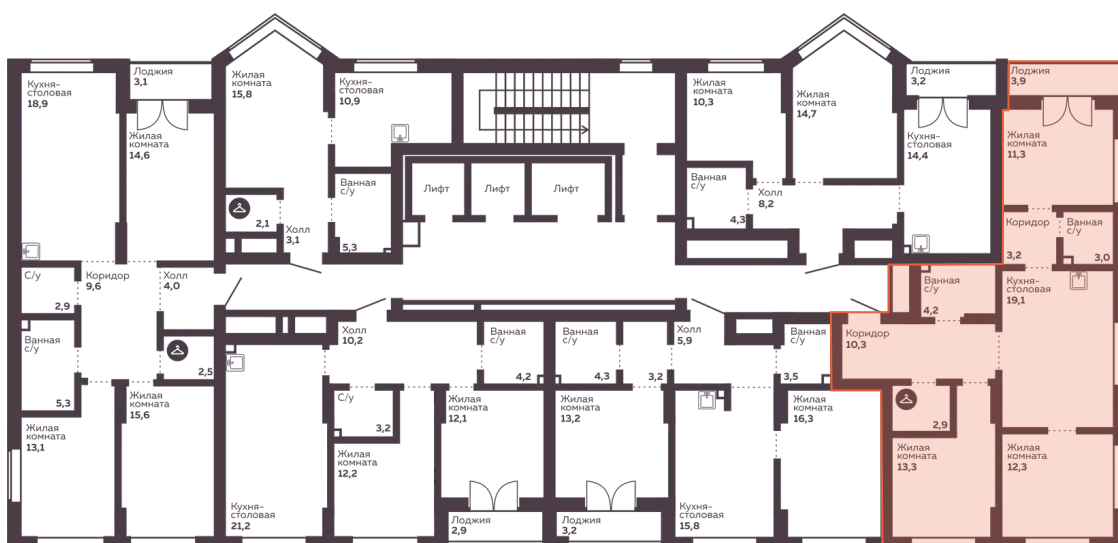 Кухня-
столовая
18,9
Лоджия
3,1
Жилая
комната
14,6
Жилая
комната
15,8
Кухня-
столовая
10,9
Ванная
с/у
5,3
2,1
Холл
3,1
Лифт
Лифт
Лифт
Жилая
комната
10,3
Жилая
комната
14,7
Лоджия
3,2
Кухня-
столовая
14,4
Ванная
с/у
4,3
Холл
8,2
Лоджия
3,9
Жилая
комната
11,3
Коридор
3,2
Ванная
с/у
3,0
Кухня-
столовая
19,1
Ванная
с/у
4,2
Коридор
10,3
2,9
Жилая
комната
13,3
Жилая
комната
12,3
С/у
2,9
Коридор
9,6
Холл
4,0
Ванная
с/у
5,3
2,5
Жилая
комната
15,6
Жилая
комната
13,1
Холл
10,2
С/у
3,2
Кухня-
столовая
21,2
Жилая
комната
12,2
Ванная
с/у
4,2
Жилая
комната
12,1
Лоджия
2,9
Ванная
с/у
4,3
Холл
5,9
3,2
Жилая
комната
13,2
Лоджия
3,2
Ванная
с/у
3,5
Кухня-
столовая
15,8
Жилая
комната
16,3